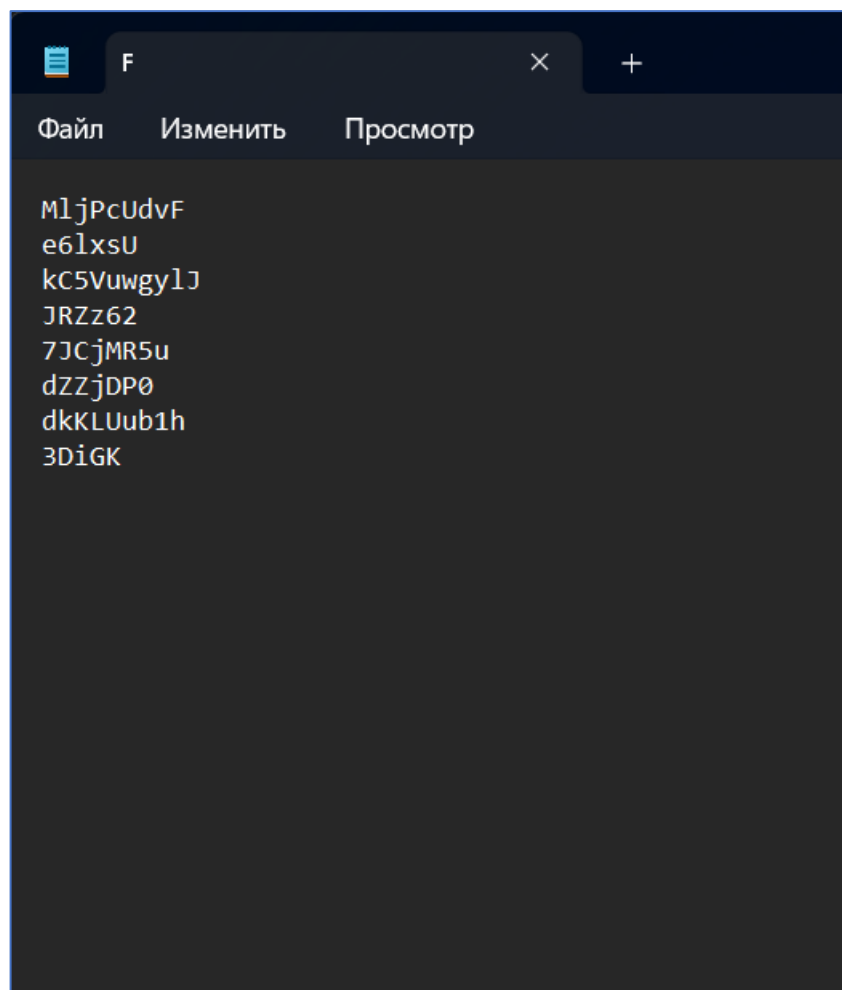 F
Файл Изменить Просмотр
MljPcUdvF
e6lxsU
kC5VuwgylJ
JRZz62
7JCjMR5u
dZZjDP0
dkKLUub1h
3DiGK